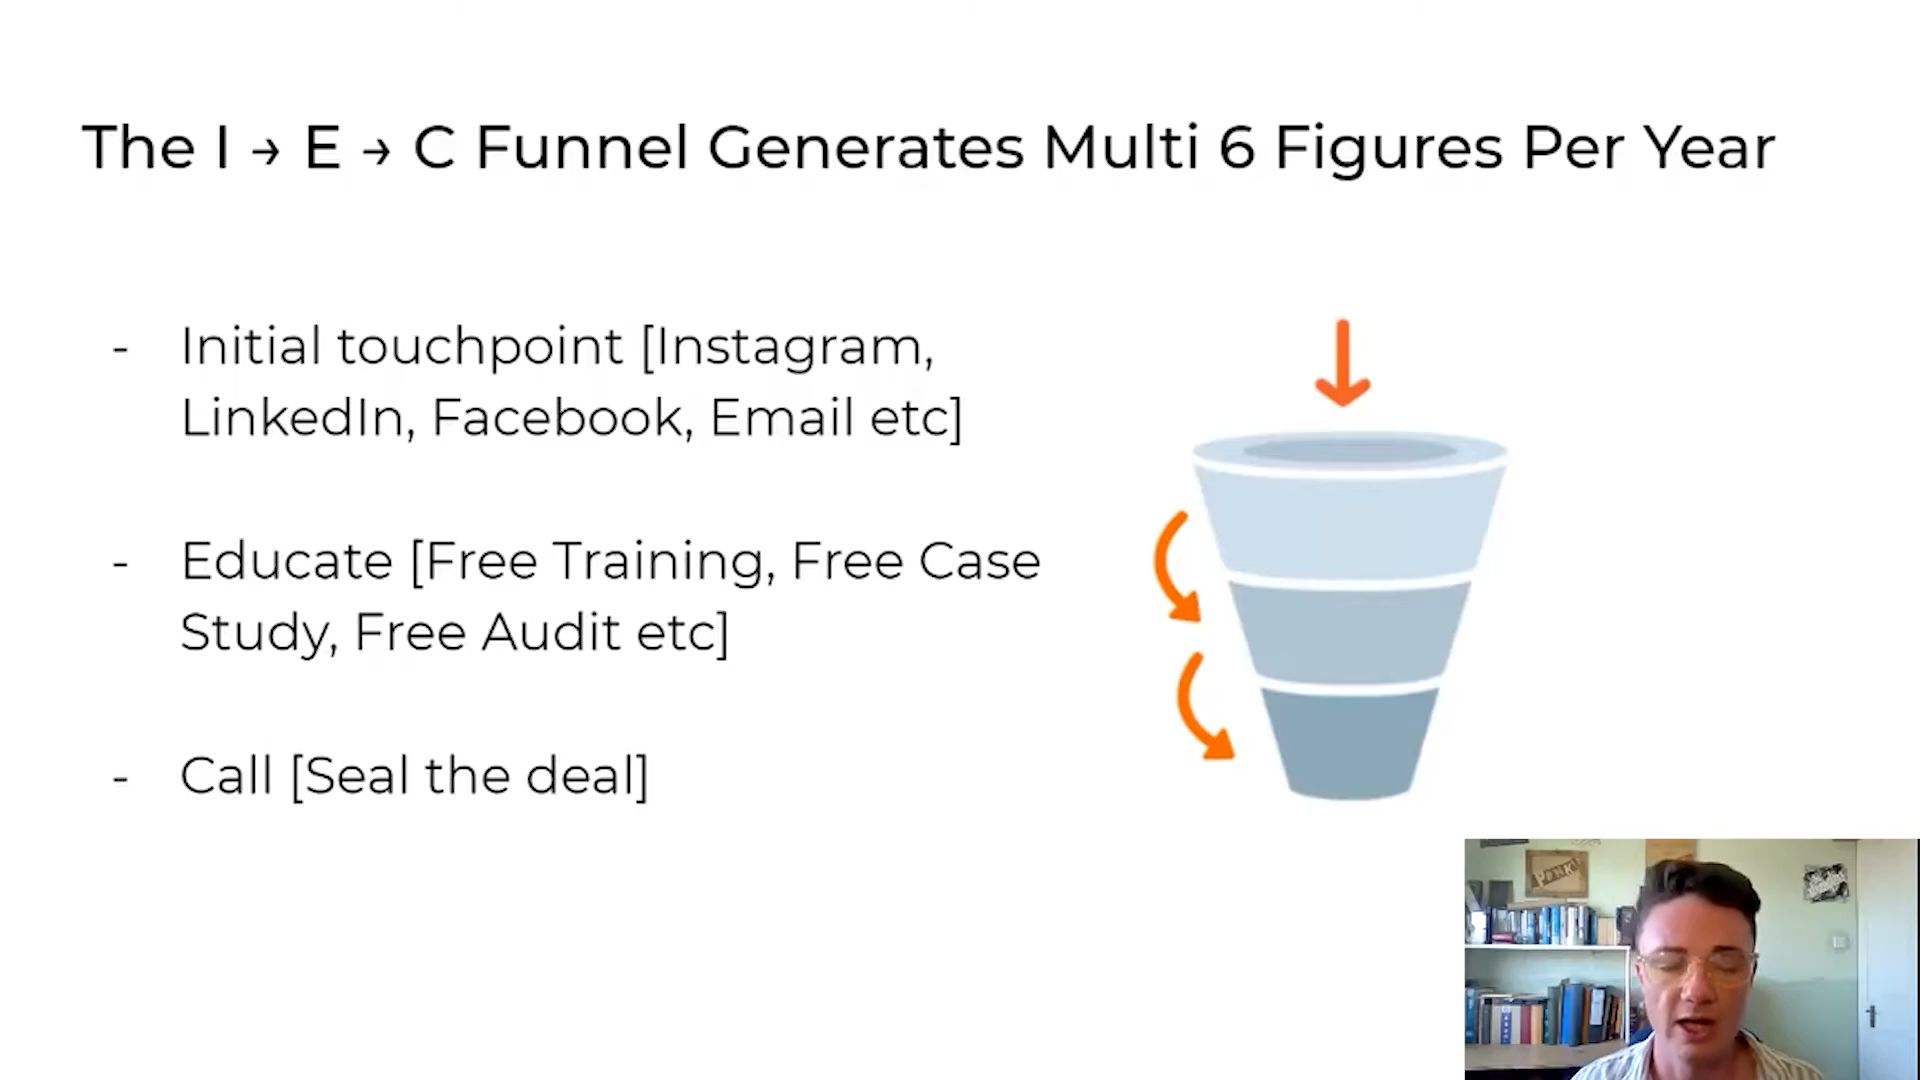 The I → E → C Funnel Generates Multi 6 Figures Per Year
- Initial touchpoint [Instagram,
LinkedIn, Facebook, Email etc]
- Educate [Free Training, Free Case
Study, Free Audit etc]
- Call [Seal the deal]